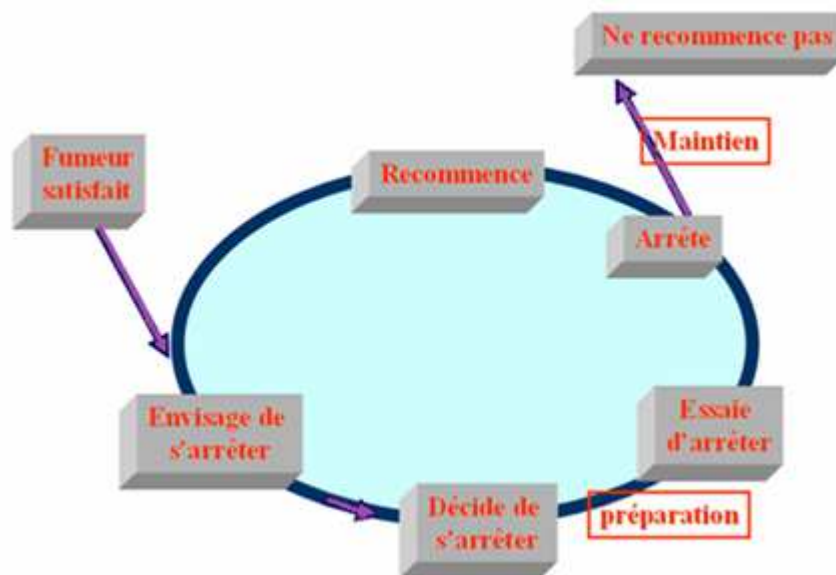 Ne recommence pas
Maintien
Fumeur
satisfait
Recommence
Arrête
Envisage de
s'arrêter
Essaie
d'arrêter
Décide de
s'arrêter
préparation